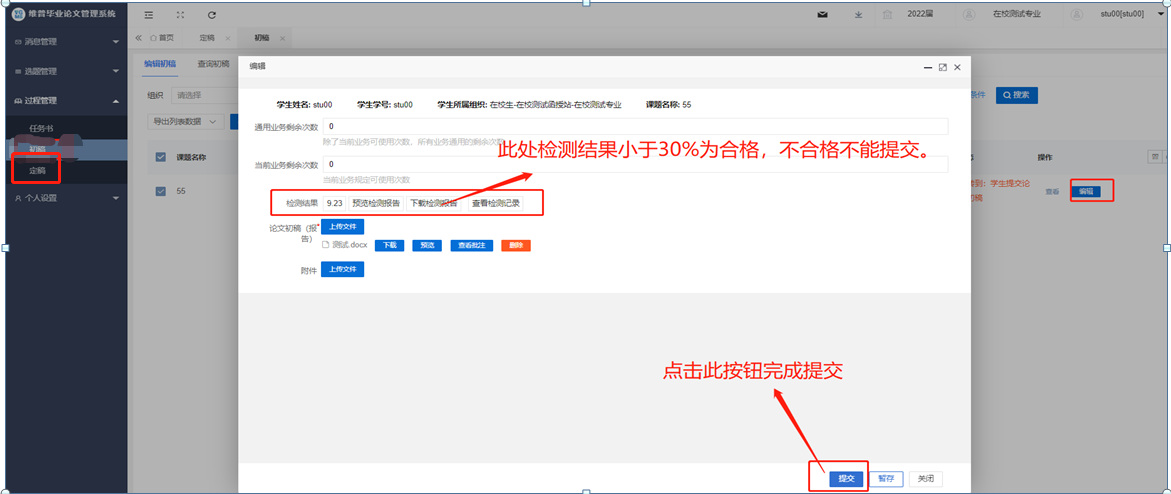 维普毕业论文管理系统
2022届
在校测试专业
stu00[stu00]
消息管理
首页
定稿
初稿
选题管理
编辑初稿
查询初稿
编辑
过程管理
组织
请选择
条件
搜索
学生姓名: stu00
学生学号: stu00
学生所属组织: 在校生-在校测试函授站-在校测试专业
课题名称: 55
任务书
导出列表数据
通用业务剩余次数
0
除了当前业务可使用次数，所有业务通用的剩余次数
初稿
此处检测结果小于30%为合格，不合格不能提交。
课题名称
操作
当前业务剩余次数
0
定稿
当前业务规定可使用次数
55
到：学生提交论
初稿
查看
编辑
个人设置
检测结果
9.23
预览检测报告
下载检测报告
查看检测记录
论文初稿（报告）*
上传文件
测试.docx
下载
预览
查看批注
删除
附件
上传文件
点击此按钮完成提交
提交
暂存
关闭